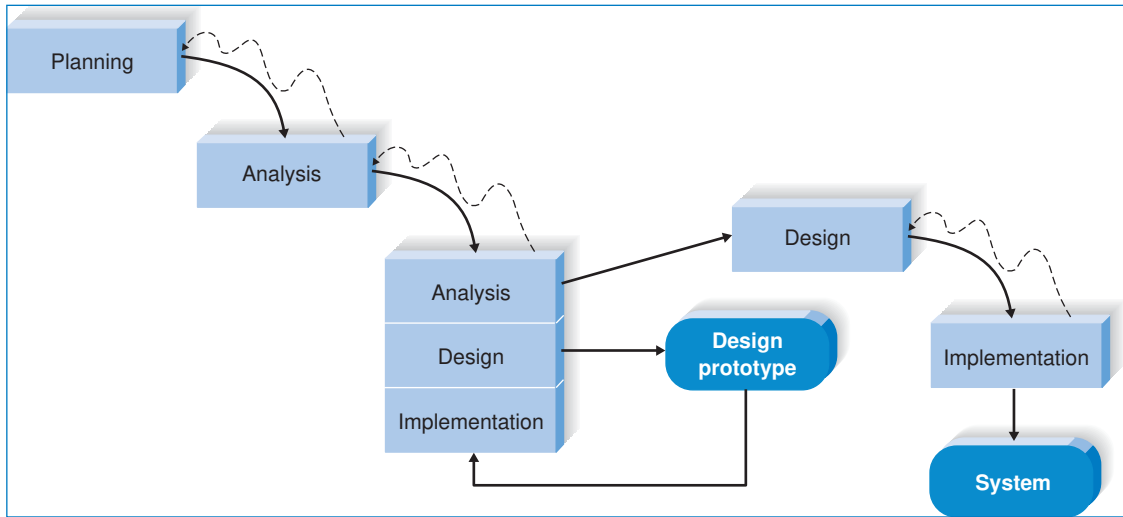 Planning
Analysis
Analysis
Design
Implementation
Design
prototype
Design
Implementation
System